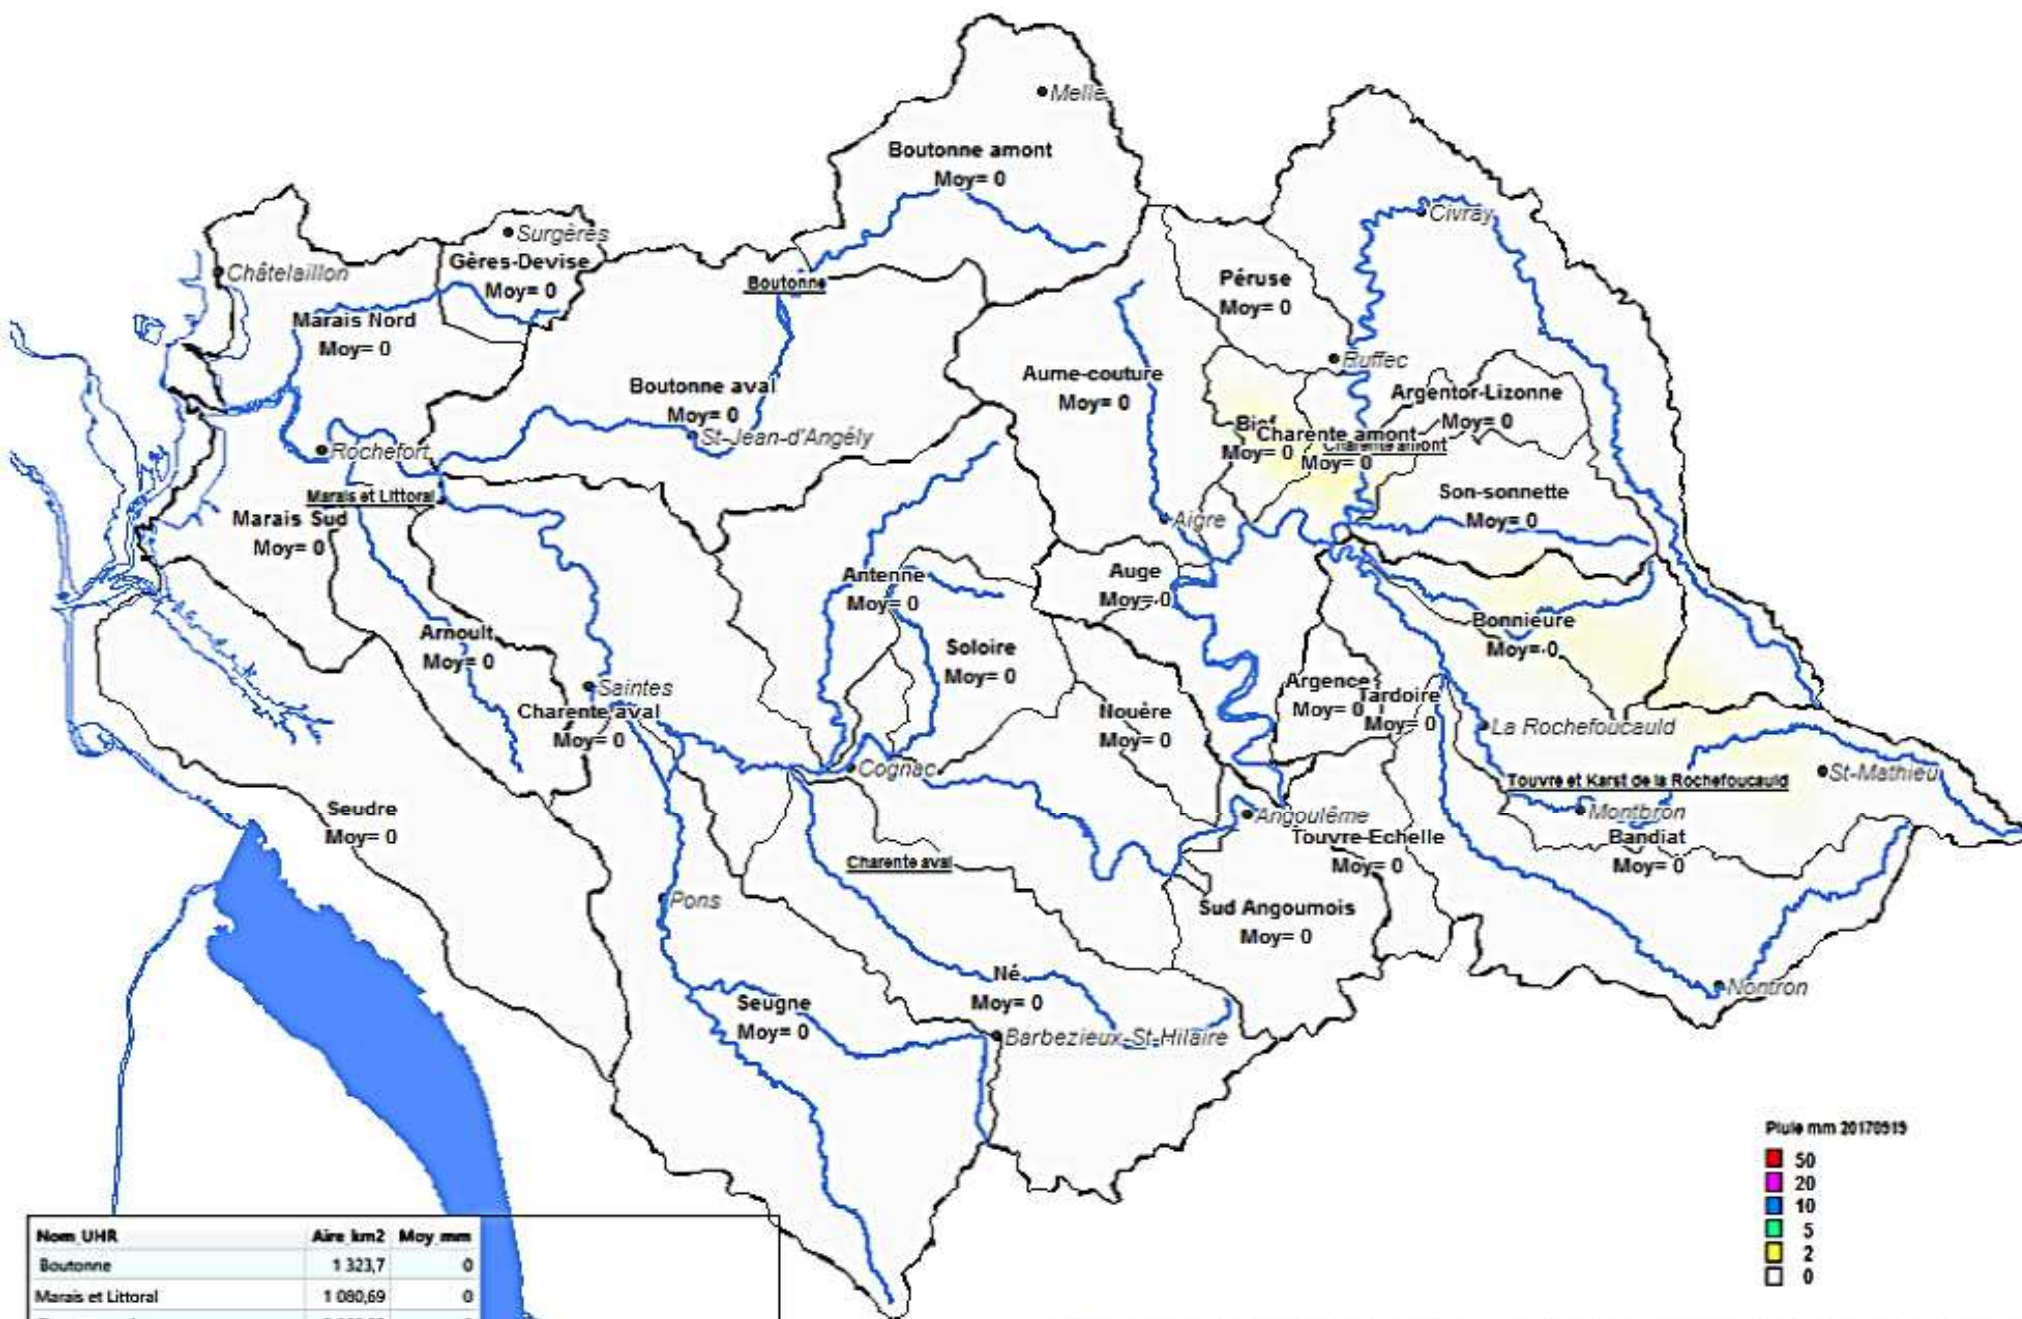 Melle
Boutonne amont
Moy= 0
Civray
Surgères
Châtelaillon
Gères-Devise
Moy= 0
Boutonne
Péruse
Moy= 0
Marais Nord
Moy= 0
Ruffec
Aume-couture
Moy= 0
Boutonne aval
Moy= 0
Argentor-Lizonne
Moy= 0
Bief
Moy= 0
Charente amont
Moy= 0
Charente amont
St-Jean-d'Angély
Rochefort
Marais et Littoral
Marais Sud
Moy= 0
Son-sonnette
Moy= 0
Aigre
Antenne
Moy= 0
Auge
Moy= 0
Arnoult
Moy= 0
Soloire
Moy= 0
Bonnieure
Moy= 0
Saintes
Charente aval
Moy= 0
Nouère
Moy= 0
Argence
Moy= 0
Tardoire
Moy= 0
La Rochefoucauld
Cognac
Touvre et Karst de la Rochefoucauld
St-Mathieu
Seudre
Moy= 0
Angoulême
Montbron
Touvre-Echelle
Moy= 0
Bandiat
Moy= 0
Charente aval
Pons
Sud Angoumois
Moy= 0
Né
Moy= 0
Nontron
Seugne
Moy= 0
Barbezieux-St-Hilaire
Pluie mm 20170919
50
20
10
5
2
0
Nom_UHR Aire_km2 Moy_mm
Boutonne 1 323,7 0
Marais et Littoral 1 080,69 0